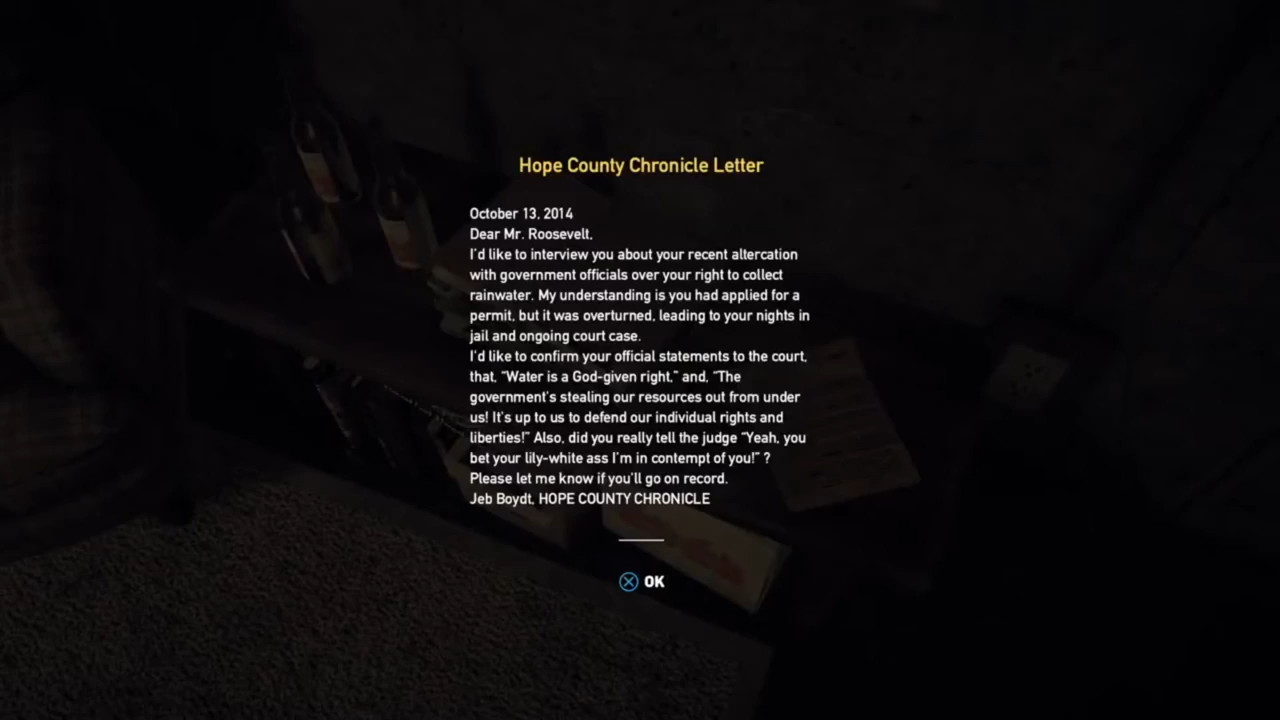 Hope County Chronicle Letter
October 13, 2014
Dear Mr. Roosevelt,
I'd like to interview you about your recent altercation
with government officials over your right to collect
rainwater. My understanding is you had applied for a
permit, but it was overturned, leading to your nights in
jail and ongoing court case.
I'd like to confirm your official statements to the court,
that, "Water is a God-given right," and, "The
government's stealing our resources out from under
us! It's up to us to defend our individual rights and
liberties!" Also, did you really tell the judge "Yeah, you
bet your lily-white ass I'm in contempt of you!" ?
Please let me know if you'll go on record.
Jeb Boydt, HOPE COUNTY CHRONICLE
OK